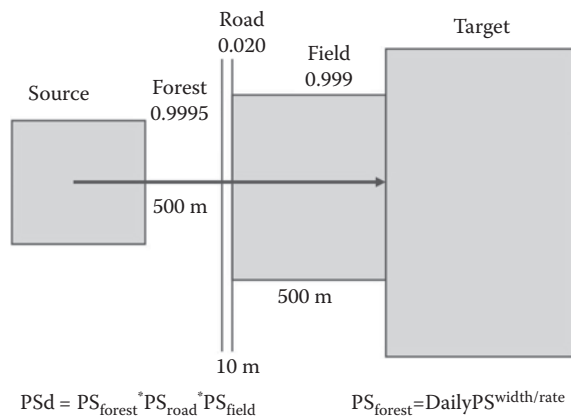 Road
0.020
Target
Field
0.999
Forest
0.9995
Source
500 m
500 m
10 m
PSd = PS_forest*PS_road*PS_field
PS_forest=DailyPS^width/rate